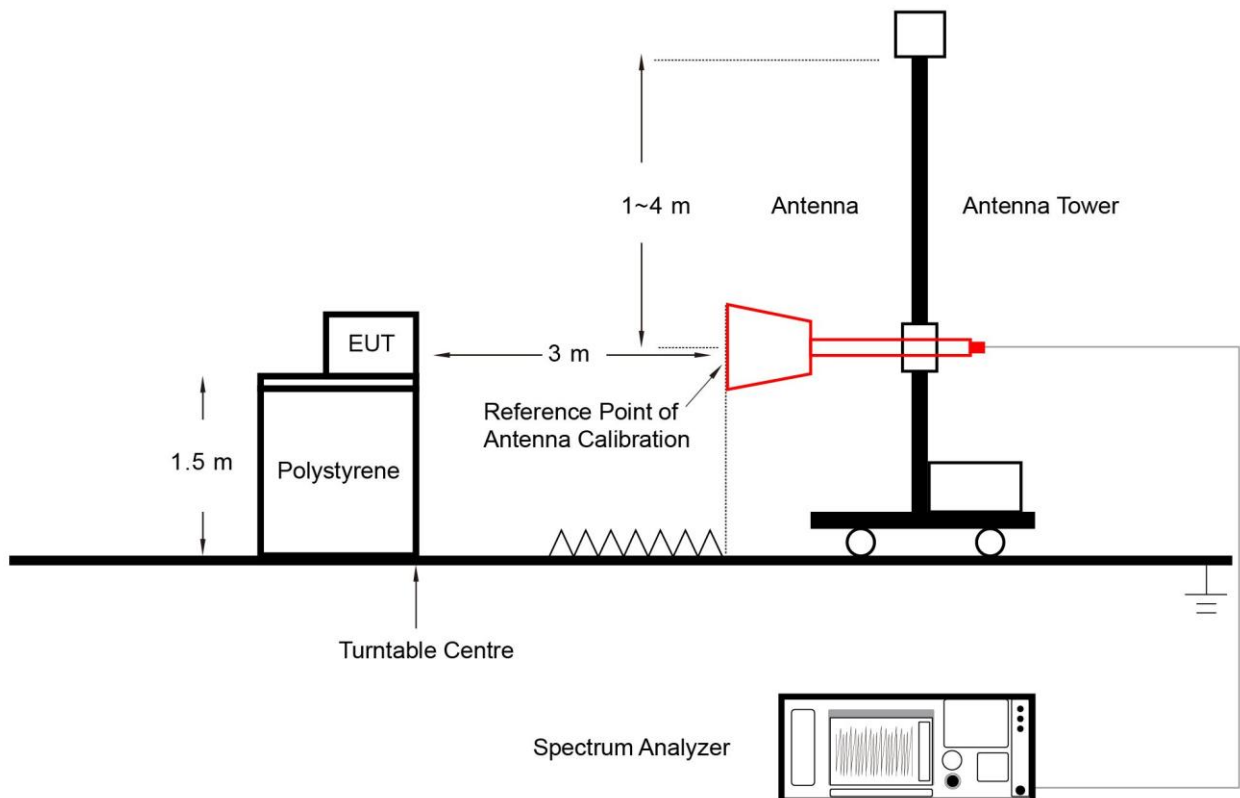 1~4 m
Antenna
Antenna Tower
EUT
3 m
Reference Point of
Antenna Calibration
1.5 m
Polystyrene
Turntable Centre
Spectrum Analyzer